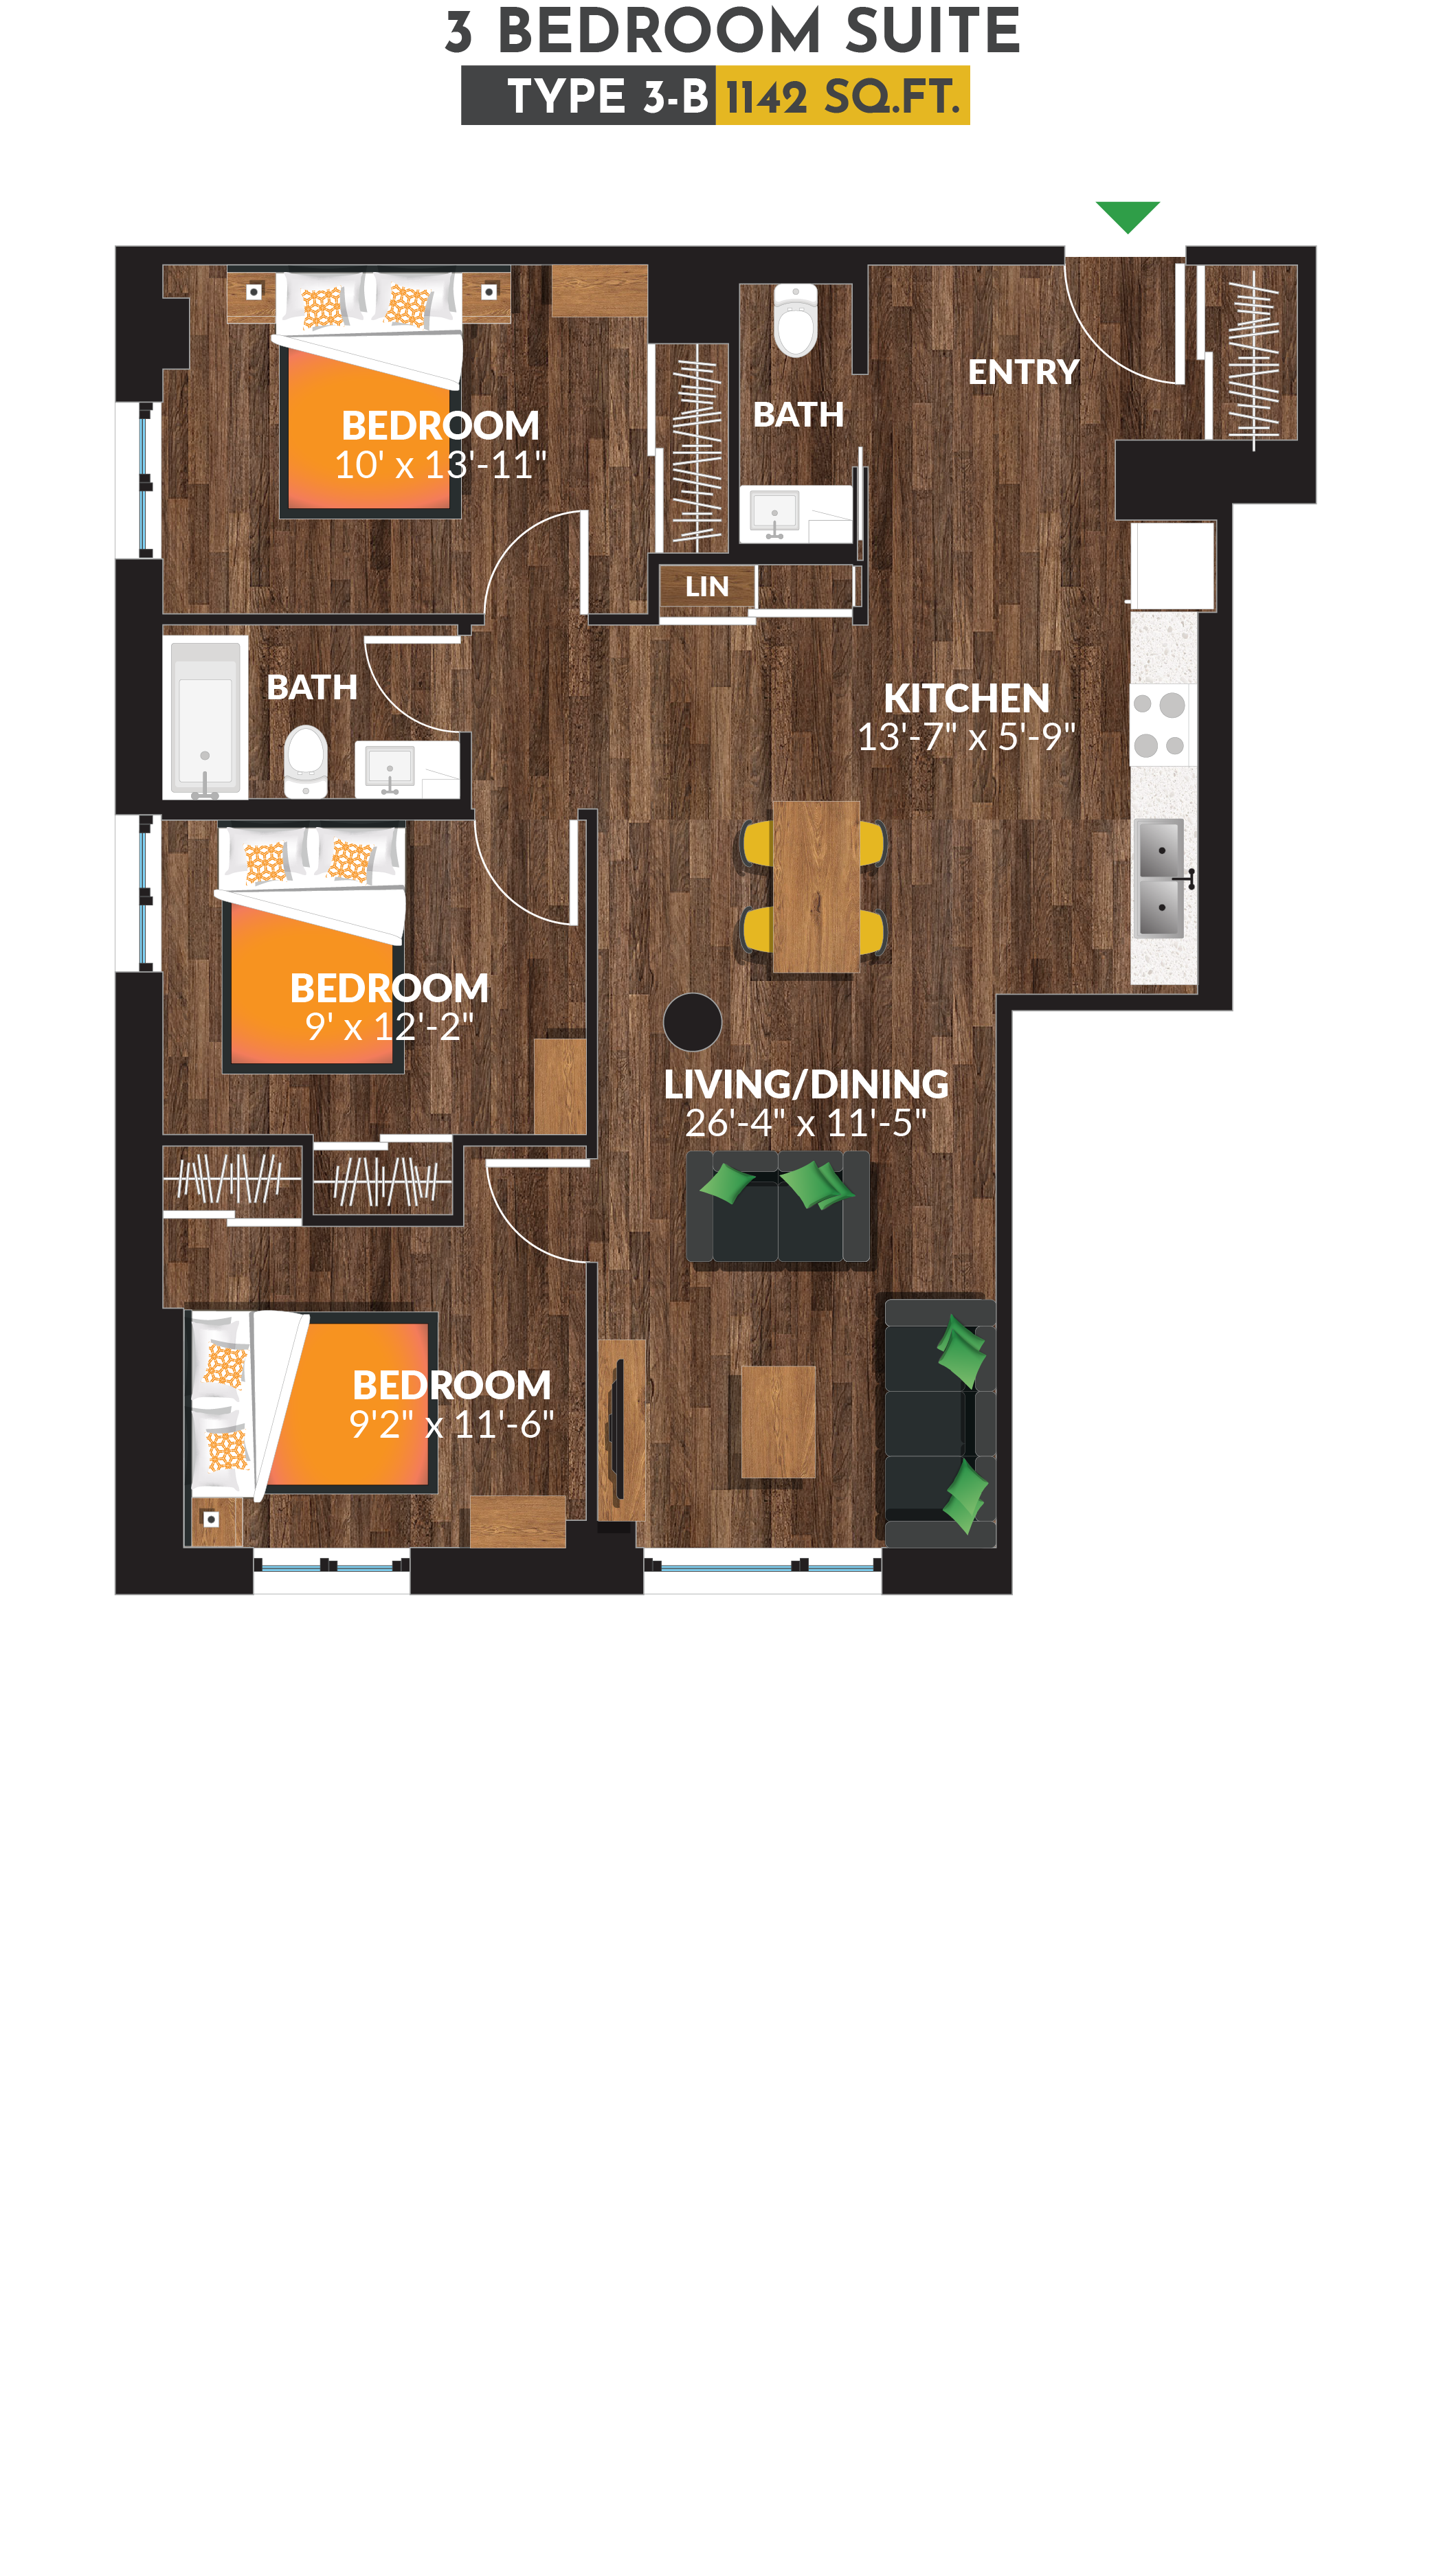 3 BEDROOM SUITE
TYPE 3-B 1142 SQ.FT.
ENTRY
BATH
BEDROOM
10' x 13'-11"
LIN
BATH
KITCHEN
13'-7" x 5'-9"
BEDROOM
9' x 12'-2"
LIVING/DINING
26'-4" x 11'-5"
BEDROOM
9'2" x 11'-6"